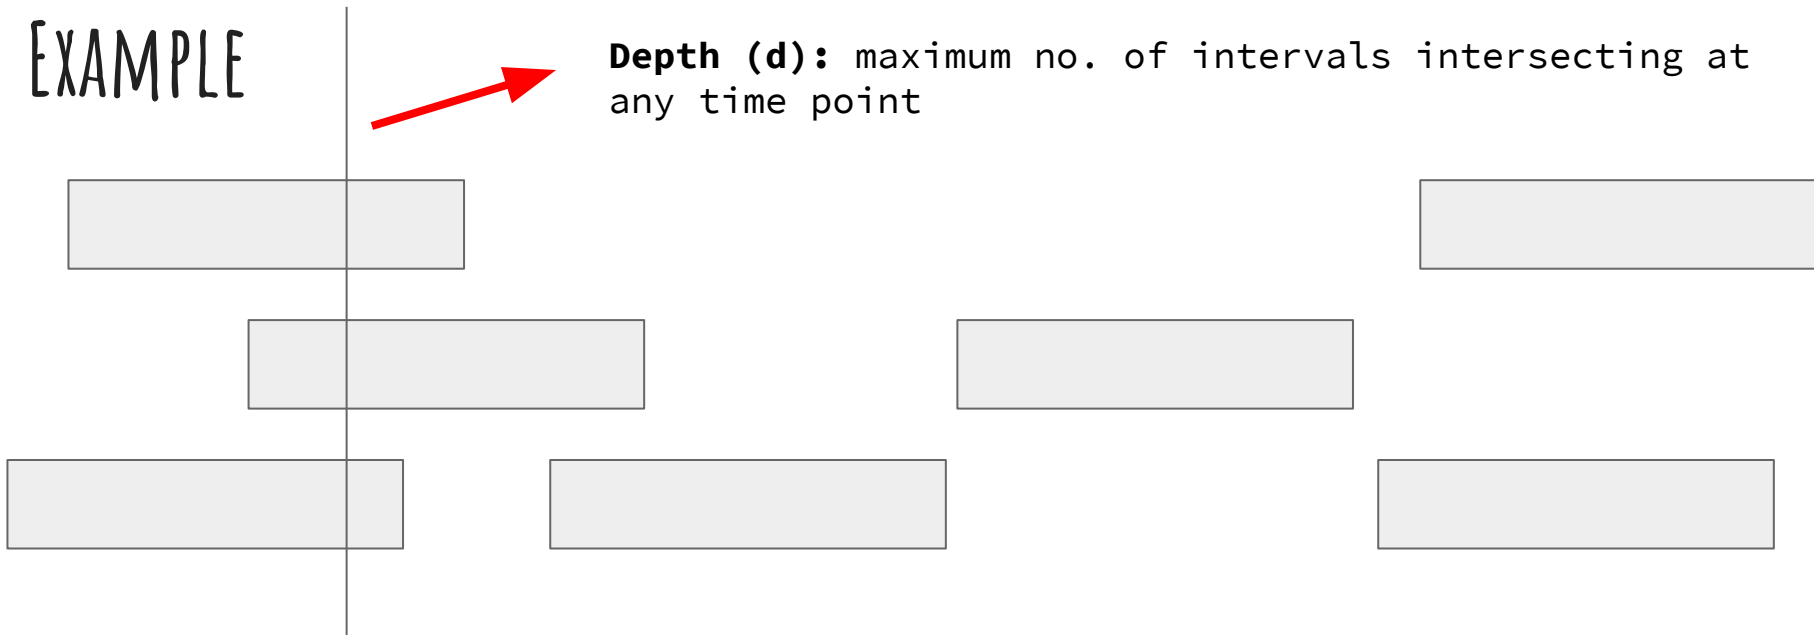 EXAMPLE
Depth (d): maximum no. of intervals intersecting at
any time point